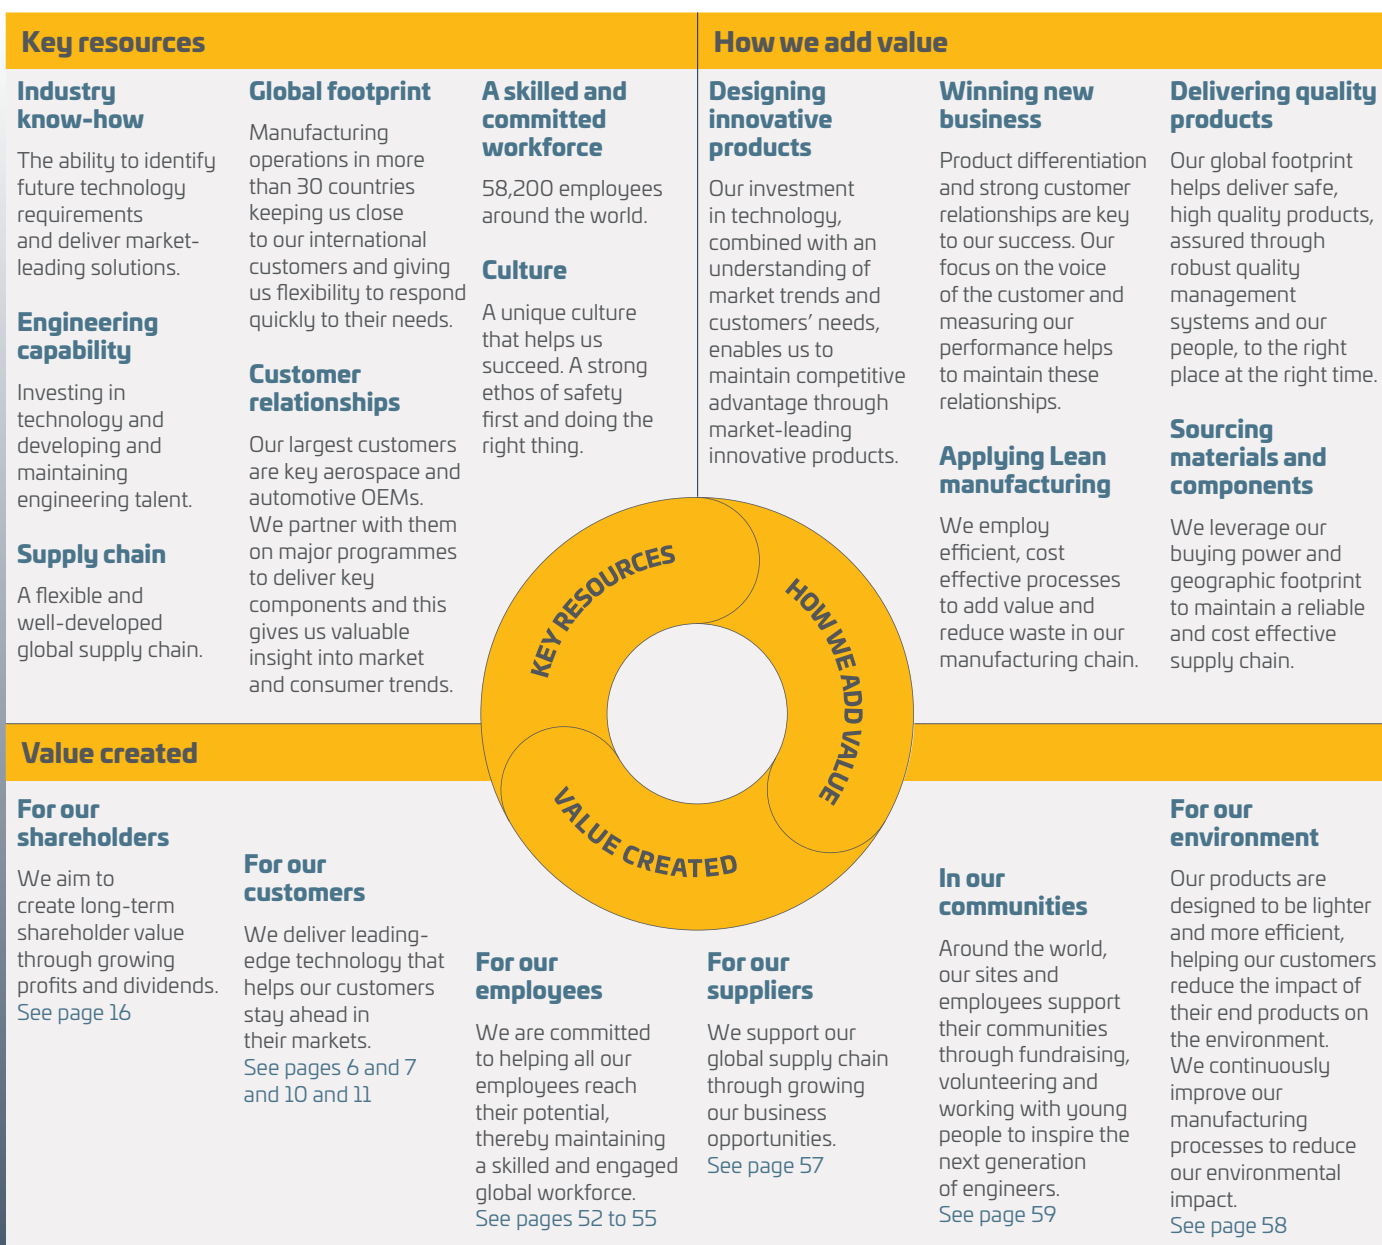 Key resources
Industry
know-how
The ability to identify
future technology
requirements
and deliver market-
leading solutions.
Engineering
capability
Investing in
technology and
developing and
maintaining
engineering talent.
Supply chain
A flexible and
well-developed
global supply chain.
Global footprint
Manufacturing
operations in more
than 30 countries
keeping us close
to our international
customers and giving
us flexibility to respond
quickly to their needs.
Customer
relationships
Our largest customers
are key aerospace and
automotive OEMs.
We partner with them
on major programmes
to deliver key
components and this
gives us valuable
insight into market
and consumer trends.
A skilled and
committed
workforce
58,200 employees
around the world.
Culture
A unique culture
that helps us
succeed. A strong
ethos of safety
first and doing the
right thing.
How we add value
Designing
innovative
products
Our investment
in technology,
combined with an
understanding of
market trends and
customers’ needs,
enables us to
maintain competitive
advantage through
market-leading
innovative products.
Winning new
business
Product differentiation
and strong customer
relationships are key
to our success. Our
focus on the voice
of the customer and
measuring our
performance helps
to maintain these
relationships.
Applying Lean
manufacturing
We employ
efficient, cost
effective processes
to add value and
reduce waste in our
manufacturing chain.
Delivering quality
products
Our global footprint
helps deliver safe,
high quality products,
assured through
robust quality
management
systems and our
people, to the right
place at the right time.
Sourcing
materials and
components
We leverage our
buying power and
geographic footprint
to maintain a reliable
and cost effective
supply chain.
KEY RESOURCES
HOW WE ADD VALUE
VALUE CREATED
Value created
For our
shareholders
We aim to
create long-term
shareholder value
through growing
profits and dividends.
See page 16
For our
customers
We deliver leading-
edge technology that
helps our customers
stay ahead in
their markets.
See pages 6 and 7
and 10 and 11
For our
employees
We are committed
to helping all our
employees reach
their potential,
thereby maintaining
a skilled and engaged
global workforce.
See pages 52 to 55
For our
suppliers
We support our
global supply chain
through growing
our business
opportunities.
See page 57
In our
communities
Around the world,
our sites and
employees support
their communities
through fundraising,
volunteering and
working with young
people to inspire the
next generation
of engineers.
See page 59
For our
environment
Our products are
designed to be lighter
and more efficient,
helping our customers
reduce the impact of
their end products on
the environment.
We continuously
improve our
manufacturing
processes to reduce
our environmental
impact.
See page 58